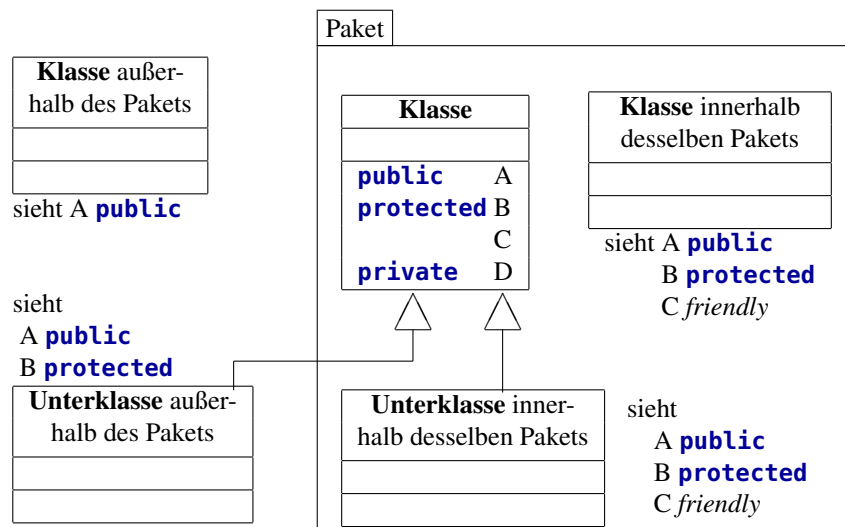 Paket
Klasse außer-
halb des Pakets
sieht A public
Klasse
public A
protected B
C
private D
Klasse innerhalb
desselben Pakets
sieht A public
B protected
C friendly
sieht
A public
B protected
Unterklasse außer-
halb des Pakets
Unterklasse inner-
halb desselben Pakets
sieht
A public
B protected
C friendly